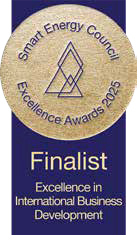 Smart Energy Council
Excellence Awards 2025
Finalist
Excellence in
International Business
Development